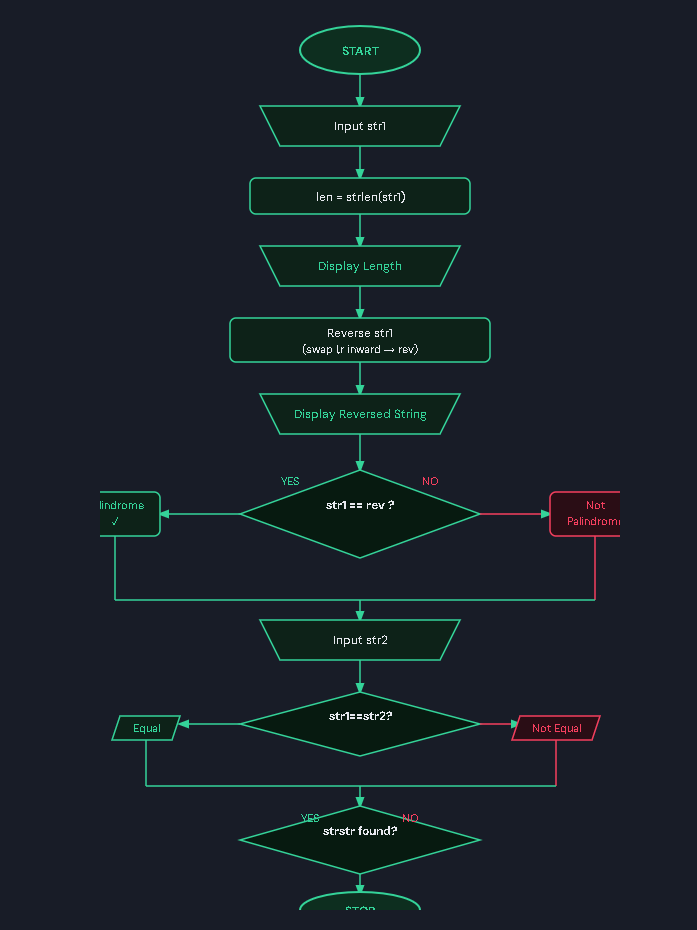 START
Input str1
len = strlen(str1)
Display Length
Reverse str1
(swap l,r inward → rev)
Display Reversed String
YES
NO
str1 == rev ?
lindrome
✓
Not
Palindrome
Input str2
str1==str2?
Equal
Not Equal
YES
NO
strstr found?
STOP